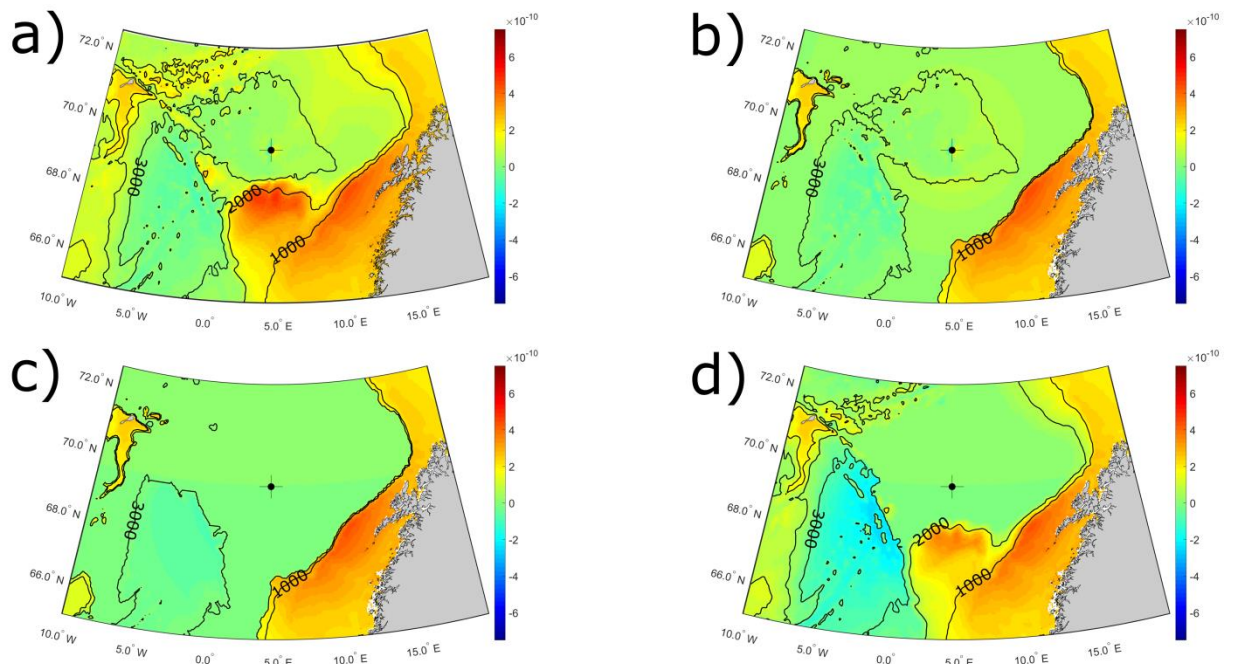 a)
72.0° N
70.0° N
68.0° N
66.0° N
10.0° W
5.0° W
0.0°
5.0° E
10.0° E
15.0° E
3000
2000
1000
×10⁻¹⁰
6
4
2
0
-2
-4
-6
b)
72.0° N
70.0° N
68.0° N
66.0° N
10.0° W
5.0° W
0.0°
5.0° E
10.0° E
15.0° E
3000
1000
×10⁻¹⁰
6
4
2
0
-2
-4
-6
c)
72.0° N
70.0° N
68.0° N
66.0° N
10.0° W
5.0° W
0.0°
5.0° E
10.0° E
15.0° E
3000
1000
×10⁻¹⁰
6
4
2
0
-2
-4
-6
d)
72.0° N
70.0° N
68.0° N
66.0° N
10.0° W
5.0° W
0.0°
5.0° E
10.0° E
15.0° E
3000
2000
1000
×10⁻¹⁰
6
4
2
0
-2
-4
-6